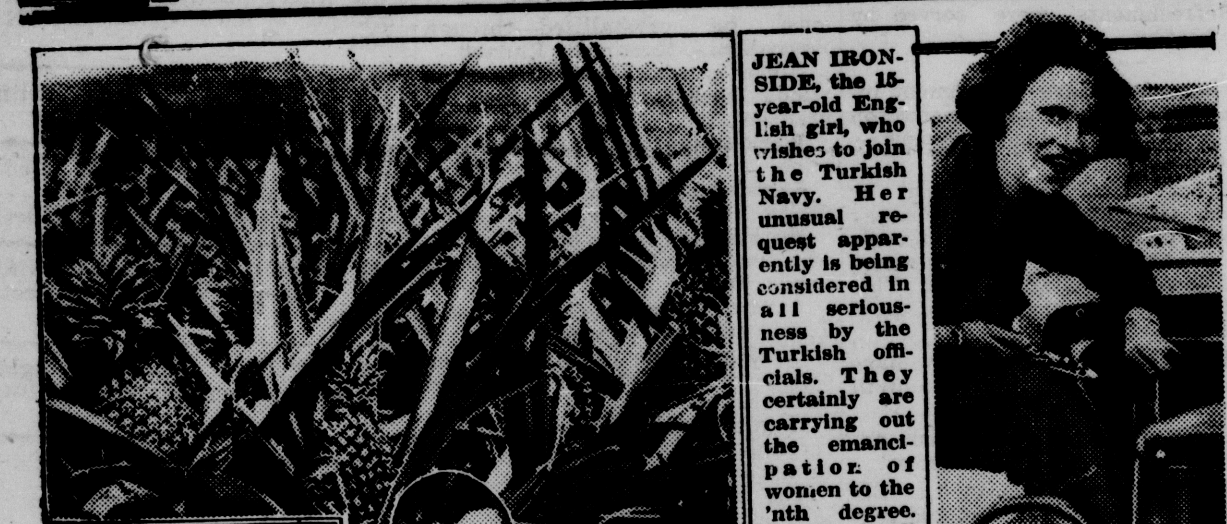 JEAN IRON-
SIDE, the 15-
year-old Eng-
lish girl, who
wishes to join
the Turkish
Navy. Her
unusual re-
quest appar-
ently is being
considered in
all serious-
ness by the
Turkish offi-
cials. They
certainly are
carrying out
the emanci-
pation of
women to the
'nth degree.